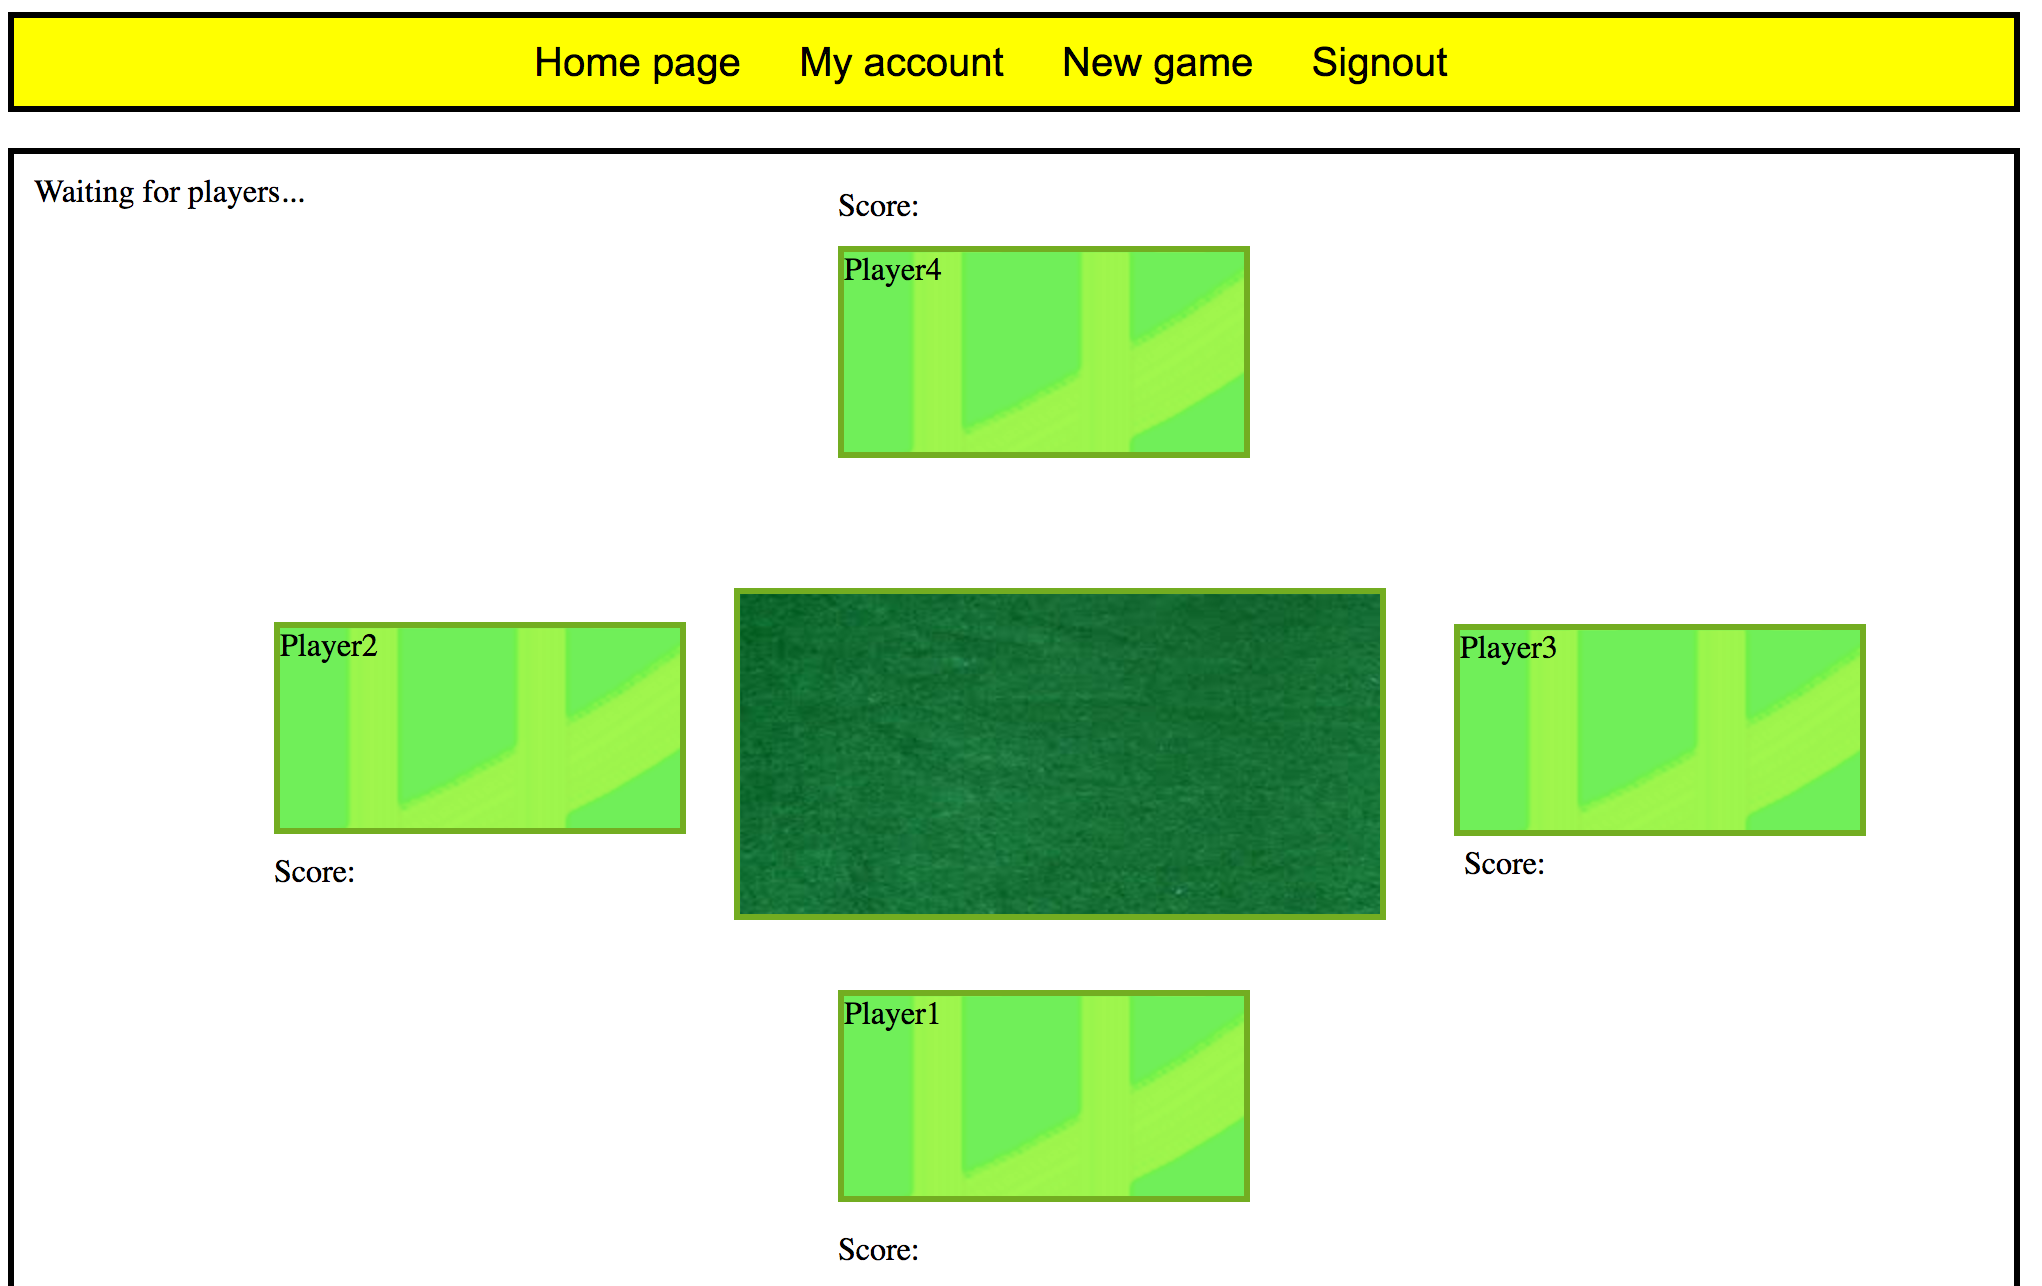 Home page My account New game Signout
Waiting for players...
Score:
Player4
Player2
Player3
Score:
Score:
Player1
Score: